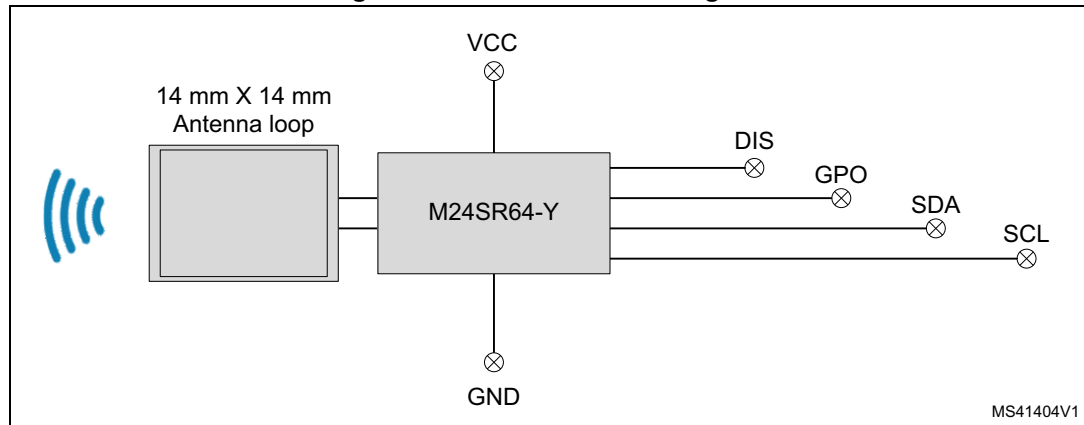 VCC
14 mm X 14 mm
Antenna loop
DIS
GPO
M24SR64-Y
SDA
SCL
GND
MS41404V1